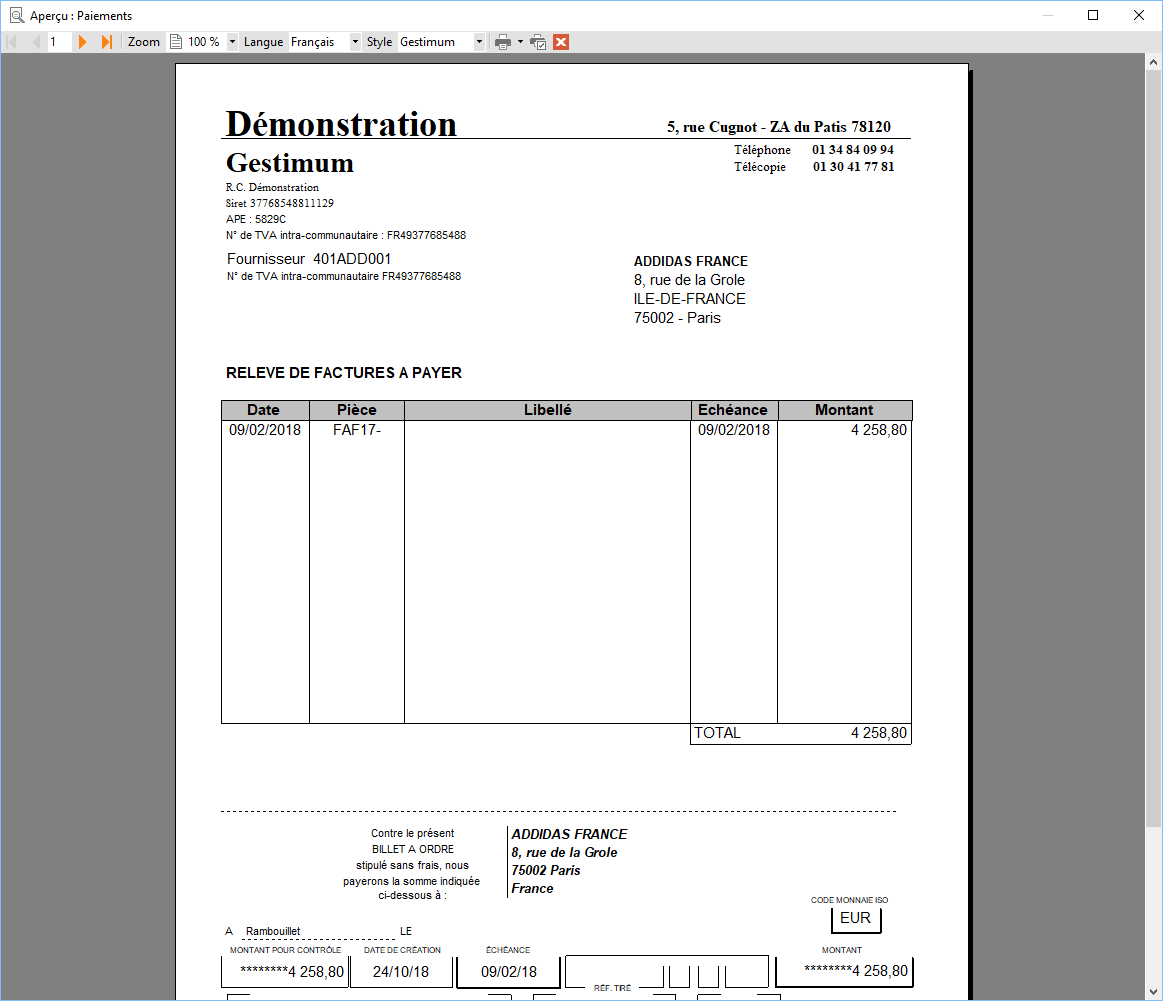 Aperçu : Paiements
1 Zoom 100 % Langue Français Style Gestimum
Démonstration
5, rue Cugnot - ZA du Patis 78120
Gestimum
Téléphone 01 34 84 09 94
Télécopie 01 30 41 77 81
R.C. Démonstration
Siret 37768548811129
APE : 5829C
N° de TVA intra-communautaire : FR49377685488
Fournisseur 401ADD001
N° de TVA intra-communautaire FR49377685488
ADDIDAS FRANCE
8, rue de la Grole
ILE-DE-FRANCE
75002 - Paris
RELEVE DE FACTURES A PAYER
Date Pièce Libellé Echéance Montant
09/02/2018 FAF17- 09/02/2018 4 258,80
TOTAL 4 258,80
Contre le présent
BILLET A ORDRE
stipulé sans frais, nous
payerons la somme indiquée
ci-dessous à :
ADDIDAS FRANCE
8, rue de la Grole
75002 Paris
France
CODE MONNAIE ISO
EUR
A Rambouillet LE
MONTANT POUR CONTRÔLE DATE DE CRÉATION ÉCHÉANCE MONTANT
********4 258,80 24/10/18 09/02/18 ********4 258,80
RÉF. TIRÉ